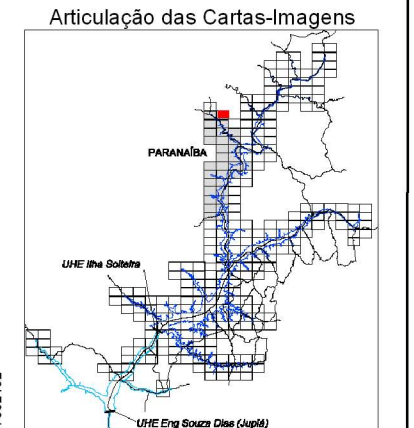 Articulação das Cartas-Imagens
PARANAÍBA
UHE Ilha Solteira
UHE Eng Souza Dias (Jupiá)